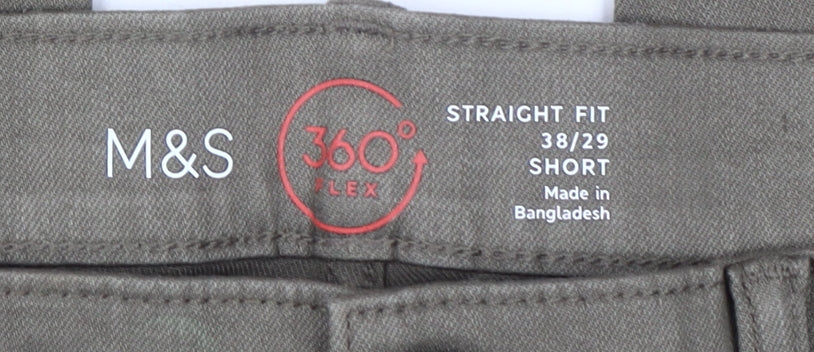 M&S
360°
FLEX
STRAIGHT FIT
38/29
SHORT
Made in
Bangladesh